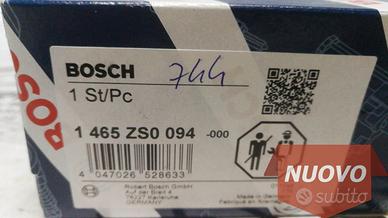 BOSCH
744
1 St/Pc
1 465 ZS0 094 -000
4 047026 528633
Robert Bosch GmbH
Auf der Breit 4
76227 Karlsruhe
GERMANY
NUOVO
subito